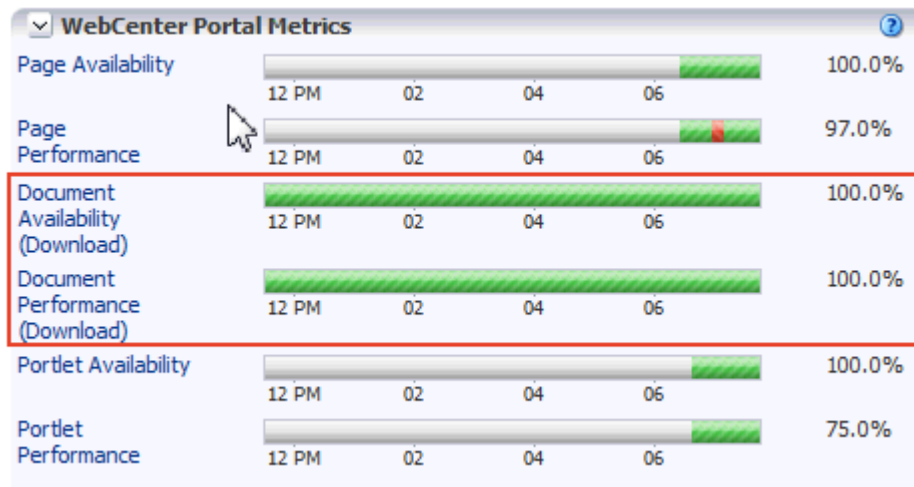 WebCenter Portal Metrics
?
Page Availability
100.0%
12 PM 02 04 06
Page
Performance
97.0%
12 PM 02 04 06
Document
Availability
(Download)
100.0%
12 PM 02 04 06
Document
Performance
(Download)
100.0%
12 PM 02 04 06
Portlet Availability
100.0%
12 PM 02 04 06
Portlet
Performance
75.0%
12 PM 02 04 06